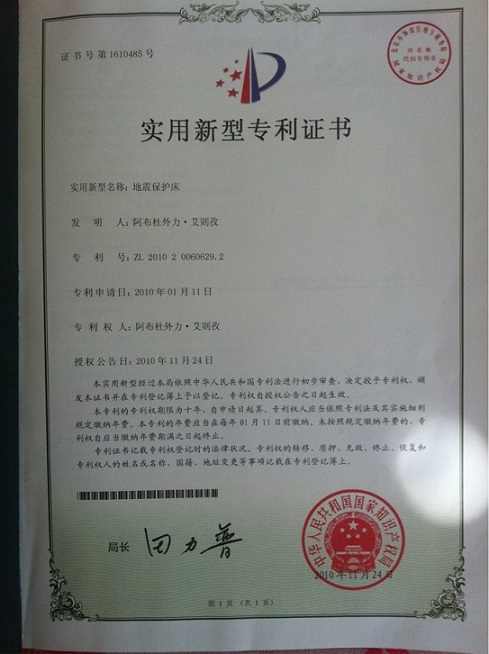 证书号第1610485号
实用新型专利证书
实用新型名称：地震保护床
发 明 人：阿布杜外力·艾则孜
专 利 号：ZL 2010 2 0060629.2
专利申请日：2010年01月11日
专 利 权 人：阿布杜外力·艾则孜
授权公告日：2010年11月24日
本实用新型经过本局依照中华人民共和国专利法进行初步审查，决定授予专利权，颁
发本证书并在专利登记簿上予以登记。专利权自授权公告之日起生效。
本专利的专利权期限为十年，自申请日起算。专利权人应当依照专利法及其实施细则
规定缴纳年费。本专利的年费应当在每年01月11日前缴纳。未按照规定缴纳年费的，专
利权自应当缴纳年费期满之日起终止。
专利证书记载专利权登记时的法律状况。专利权的转移、质押、无效、终止、恢复和
专利权人的姓名或名称、国籍、地址变更等事项记载在专利登记簿上。
局长 田力普
中华人民共和国国家知识产权局
2010年11月24日
第1页（共1页）